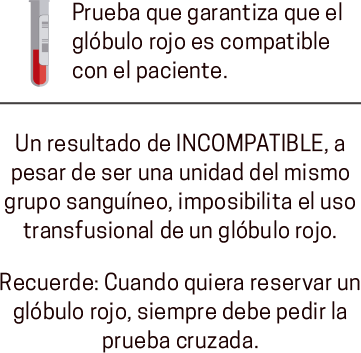 Prueba que garantiza que el
glóbulo rojo es compatible
con el paciente.
Un resultado de INCOMPATIBLE, a
pesar de ser una unidad del mismo
grupo sanguíneo, imposibilita el uso
transfusional de un glóbulo rojo.
Recuerde: Cuando quiera reservar un
glóbulo rojo, siempre debe pedir la
prueba cruzada.